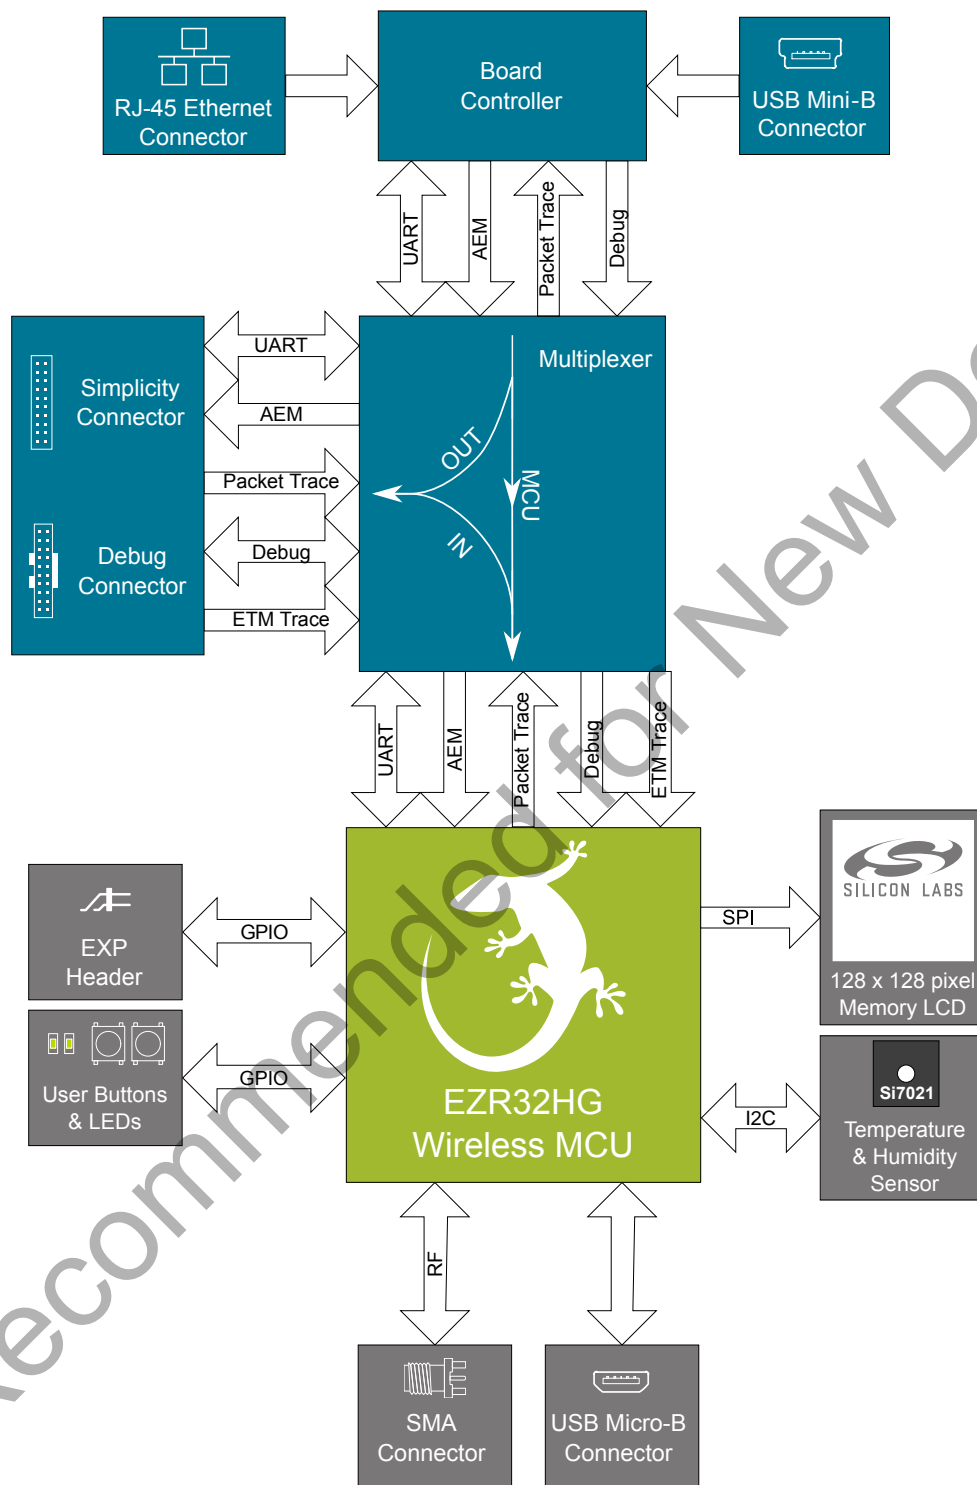 RJ-45 Ethernet
Connector
Board
Controller
USB Mini-B
Connector
UART
AEM
Packet Trace
Debug
Simplicity
Connector
Debug
Connector
UART
AEM
Packet Trace
Debug
ETM Trace
Multiplexer
OUT
MCU
IN
UART
AEM
Packet Trace
Debug
ETM Trace
EXP
Header
GPIO
User Buttons
& LEDs
GPIO
EZR32HG
Wireless MCU
SPI
SILICON LABS
128 x 128 pixel
Memory LCD
I2C
Si7021
Temperature
& Humidity
Sensor
RF
SMA
Connector
USB Micro-B
Connector
Recommended for New De